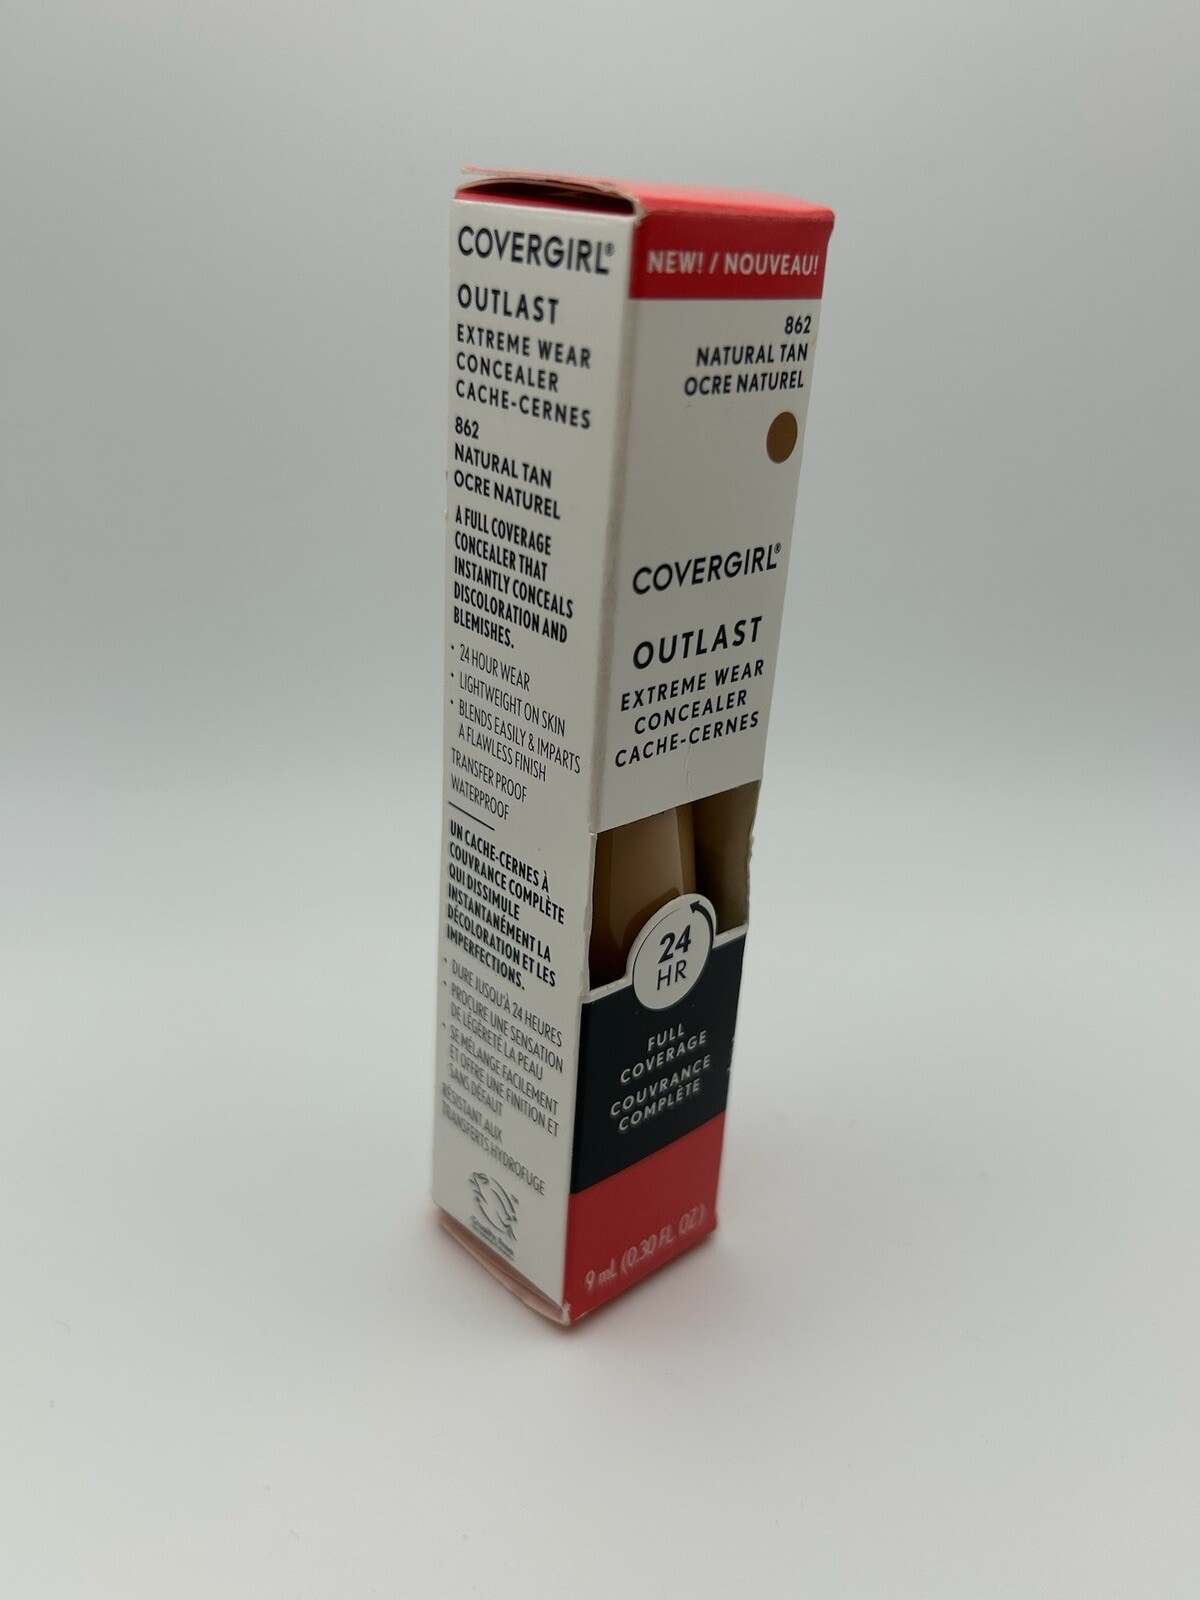 COVERGIRL®
OUTLAST
EXTREME WEAR
CONCEALER
CACHE-CERNES
862
NATURAL TAN
OCRE NATUREL
A FULL COVERAGE
CONCEALER THAT
INSTANTLY CONCEALS
DISCOLORATION AND
BLEMISHES.
• 24 HOUR WEAR
• LIGHTWEIGHT ON SKIN
• BLENDS EASILY & IMPARTS
A FLAWLESS FINISH
TRANSFER PROOF
WATERPROOF
UN CACHE-CERNES À
COUVRANCE COMPLÈTE
QUI DISSIMULE
INSTANTANÉMENT LA
DÉCOLORATION ET LES
IMPERFECTIONS.
• DURE JUSQU'À 24 HEURES
• PROCURE UNE SENSATION
DE LÉGÈRETÉ LA PEAU
• SE MÉLANGE FACILEMENT
ET OFFRE UNE FINITION ET
SANS DÉFAUT
RÉSISTANT AUX
TRANSFERTS HYDROFUGE
Cruelty Free
NEW! / NOUVEAU!
862
NATURAL TAN
OCRE NATUREL
COVERGIRL®
OUTLAST
EXTREME WEAR
CONCEALER
CACHE-CERNES
24
HR
FULL
COVERAGE
COUVRANCE
COMPLÈTE
9 mL (0.30 FL. OZ.)